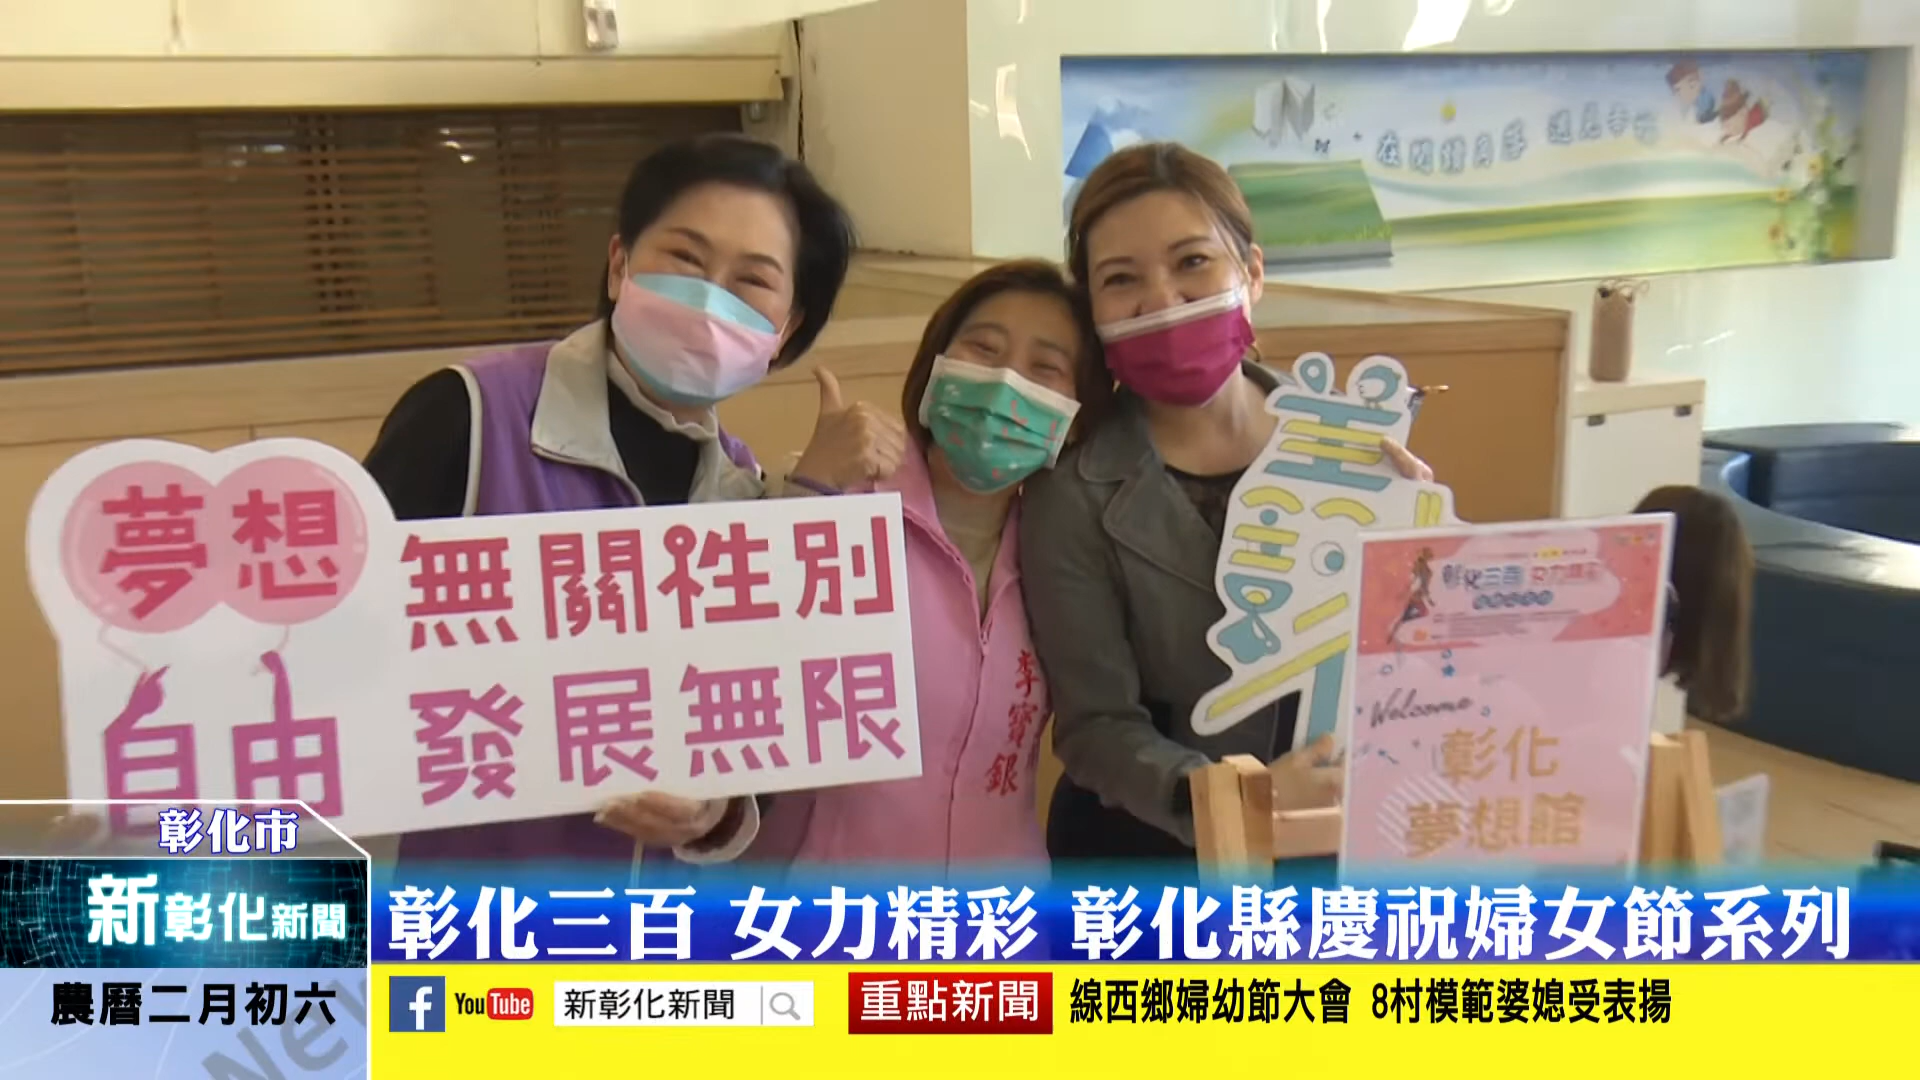 夢想 無關性別
自由 發展無限
李寶銀
彰化三百 女力精彩
Welcome
彰化
夢想館
彰化市
新彰化新聞
彰化三百 女力精彩 彰化縣慶祝婦女節系列
農曆二月初六
f YouTube 新彰化新聞 重點新聞 線西鄉婦幼節大會 8村模範婆媳受表揚